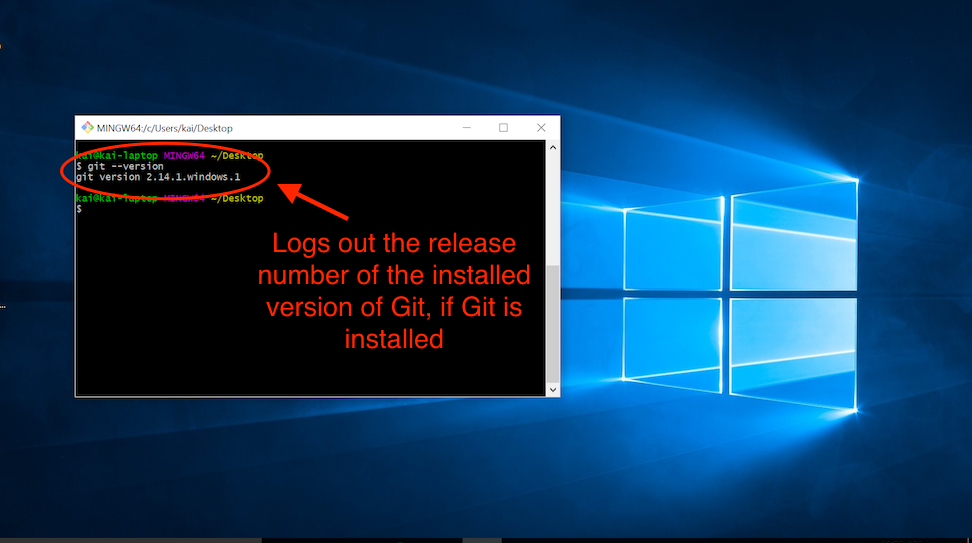 MINGW64:/c/Users/kai/Desktop
kai@kai-laptop MINGW64 ~/Desktop
$ git --version
git version 2.14.1.windows.1
kai@kai-laptop MINGW64 ~/Desktop
$
Logs out the release
number of the installed
version of Git, if Git is
installed